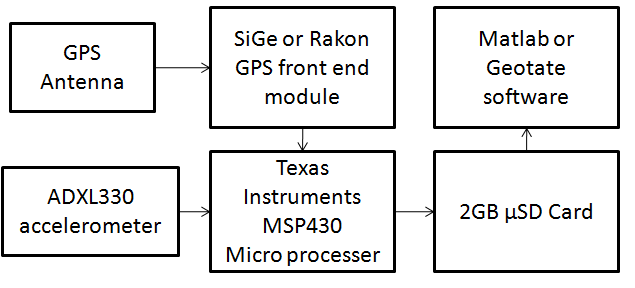 GPS
Antenna
SiGe or Rakon
GPS front end
module
Matlab or
Geotate
software
ADXL330
accelerometer
Texas
Instruments
MSP430
Micro processer
2GB µSD Card